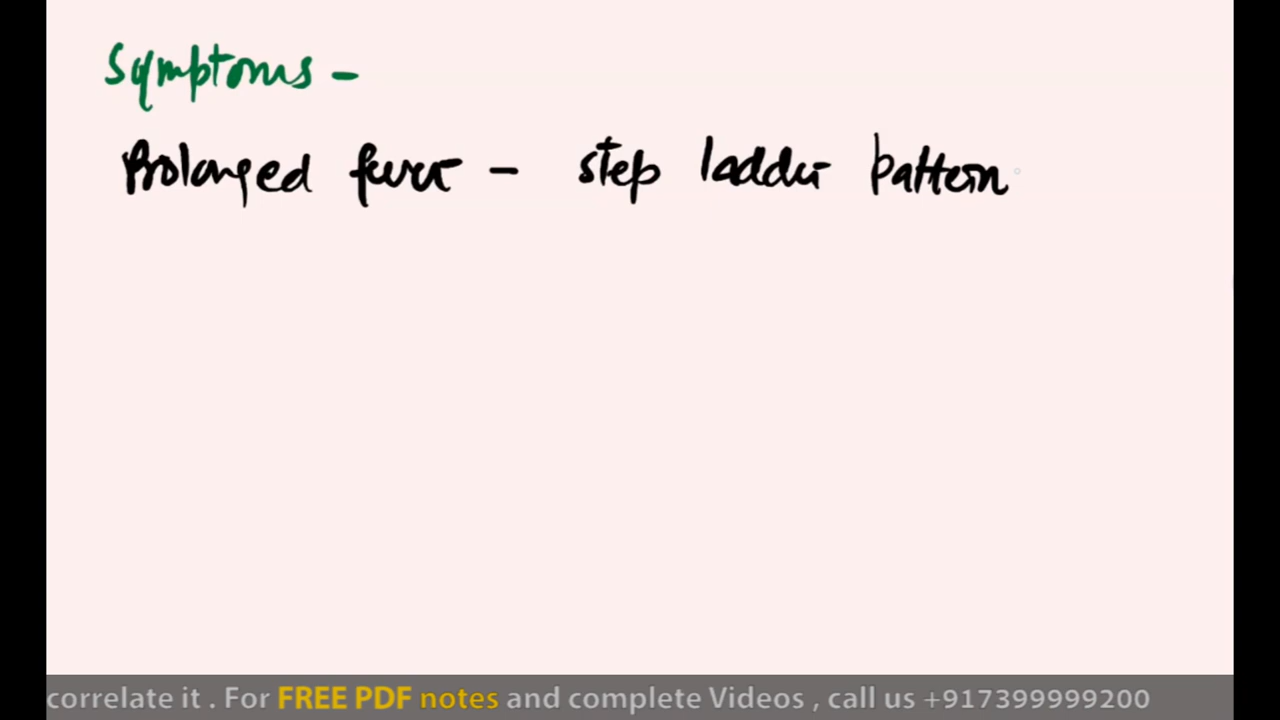 Symptoms -
Prolonged fever - step ladder pattern
correlate it . For FREE PDF notes and complete Videos , call us +917399999200